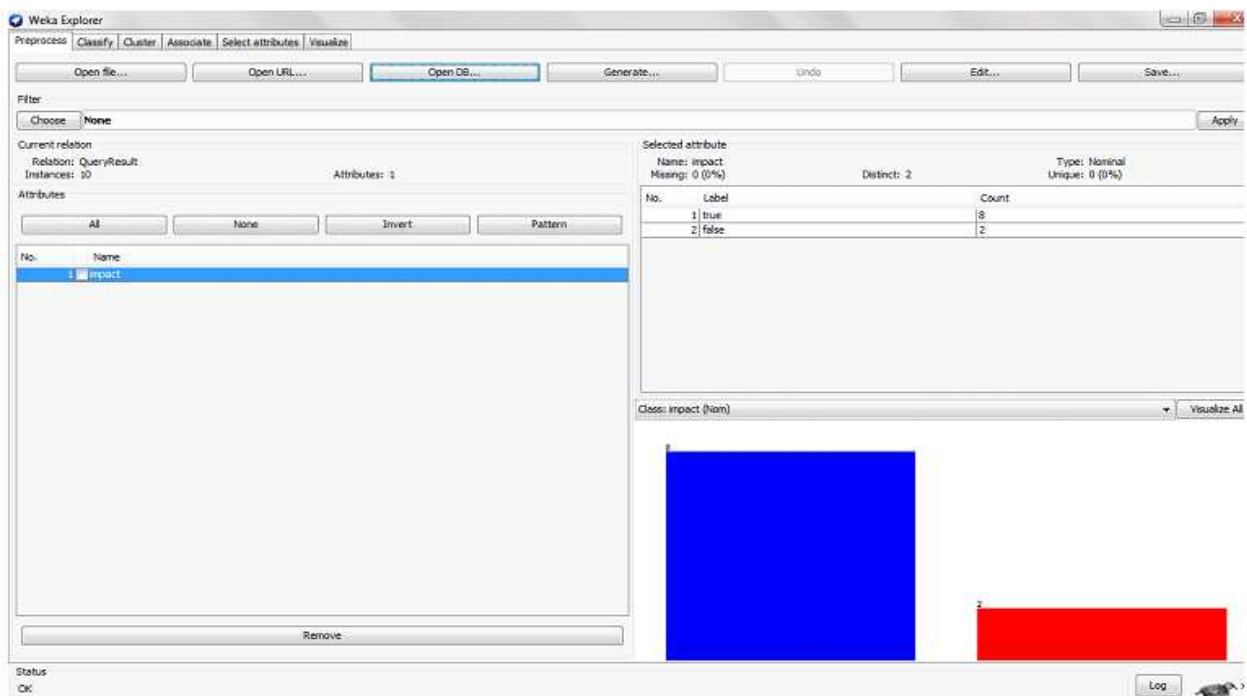 Weka Explorer
Preprocess Classify Cluster Associate Select attributes Visualize
Open file... Open URL... Open DB... Generate... Undo Edit... Save...
Filter
Choose None Apply
Current relation
Relation: QueryResult
Instances: 10 Attributes: 1
Attributes
All None Invert Pattern
No. Name
1 impact
Remove
Selected attribute
Name: impact Type: Nominal
Missing: 0 (0%) Distinct: 2 Unique: 0 (0%)
No. Label Count
1 true 8
2 false 2
Class: impact (Nom) Visualize All
8
2
Status
OK Log x